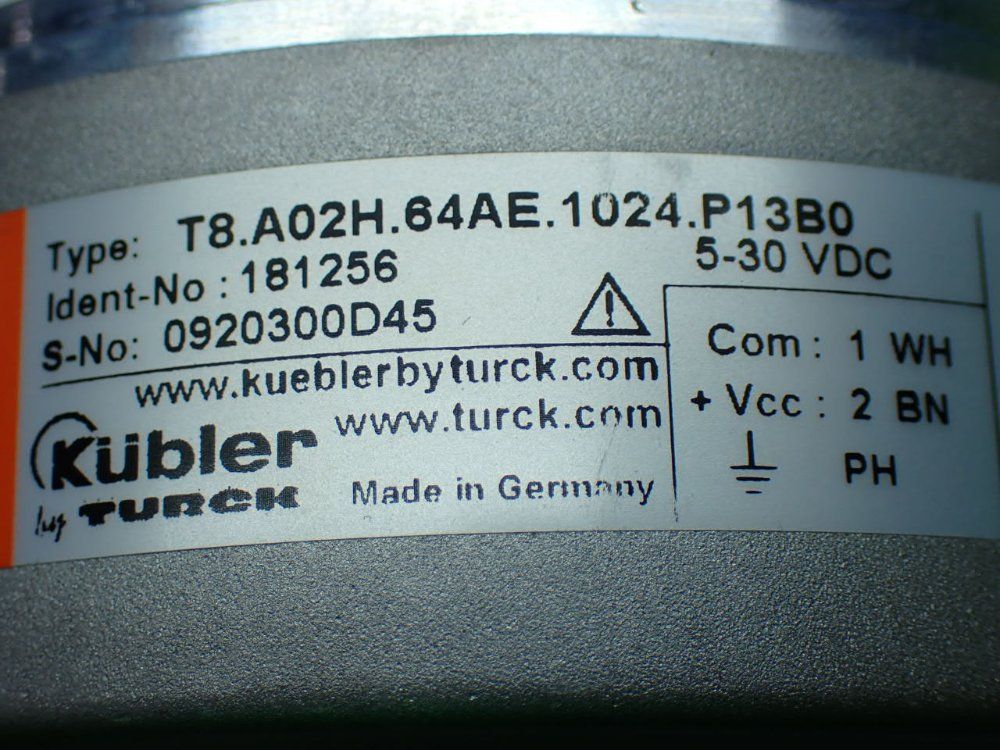 Type: T8.A02H.64AE.1024.P13B0
Ident-No : 181256
5-30 VDC
S-No: 0920300D45
www.kueblerbyturck.com
www.turck.com
Kübler
by TURCK
Made in Germany
Com : 1 WH
+ Vcc : 2 BN
PH